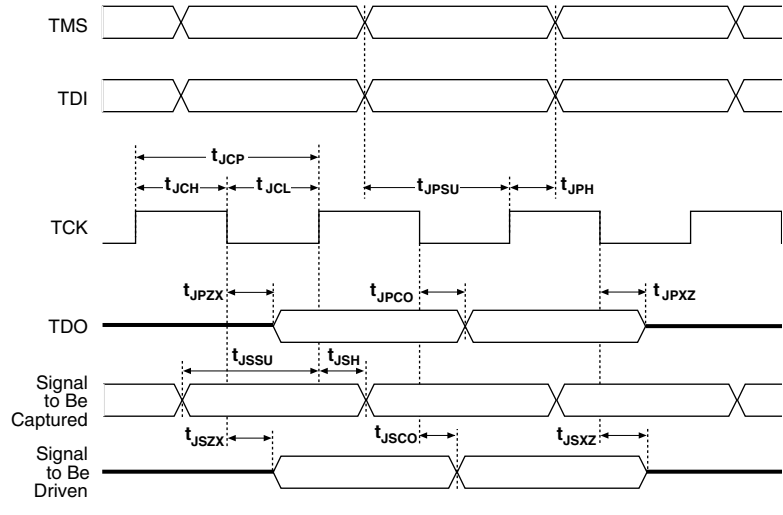 TMS
TDI
tJCP
tJCH tJCL tJPSU tJPH
TCK
tJPZX tJPCO tJPXZ
TDO
tJSSU tJSH
Signal
to Be
Captured
tJSZX tJSCO tJSXZ
Signal
to Be
Driven